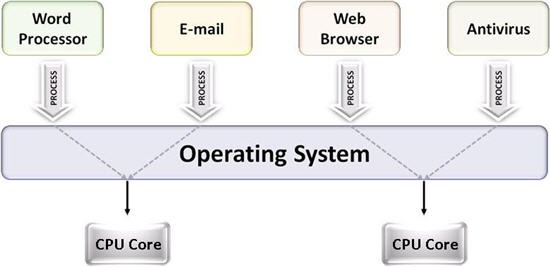 Word
Processor
E-mail
Web
Browser
Antivirus
PROCESS
PROCESS
PROCESS
PROCESS
Operating System
CPU Core
CPU Core